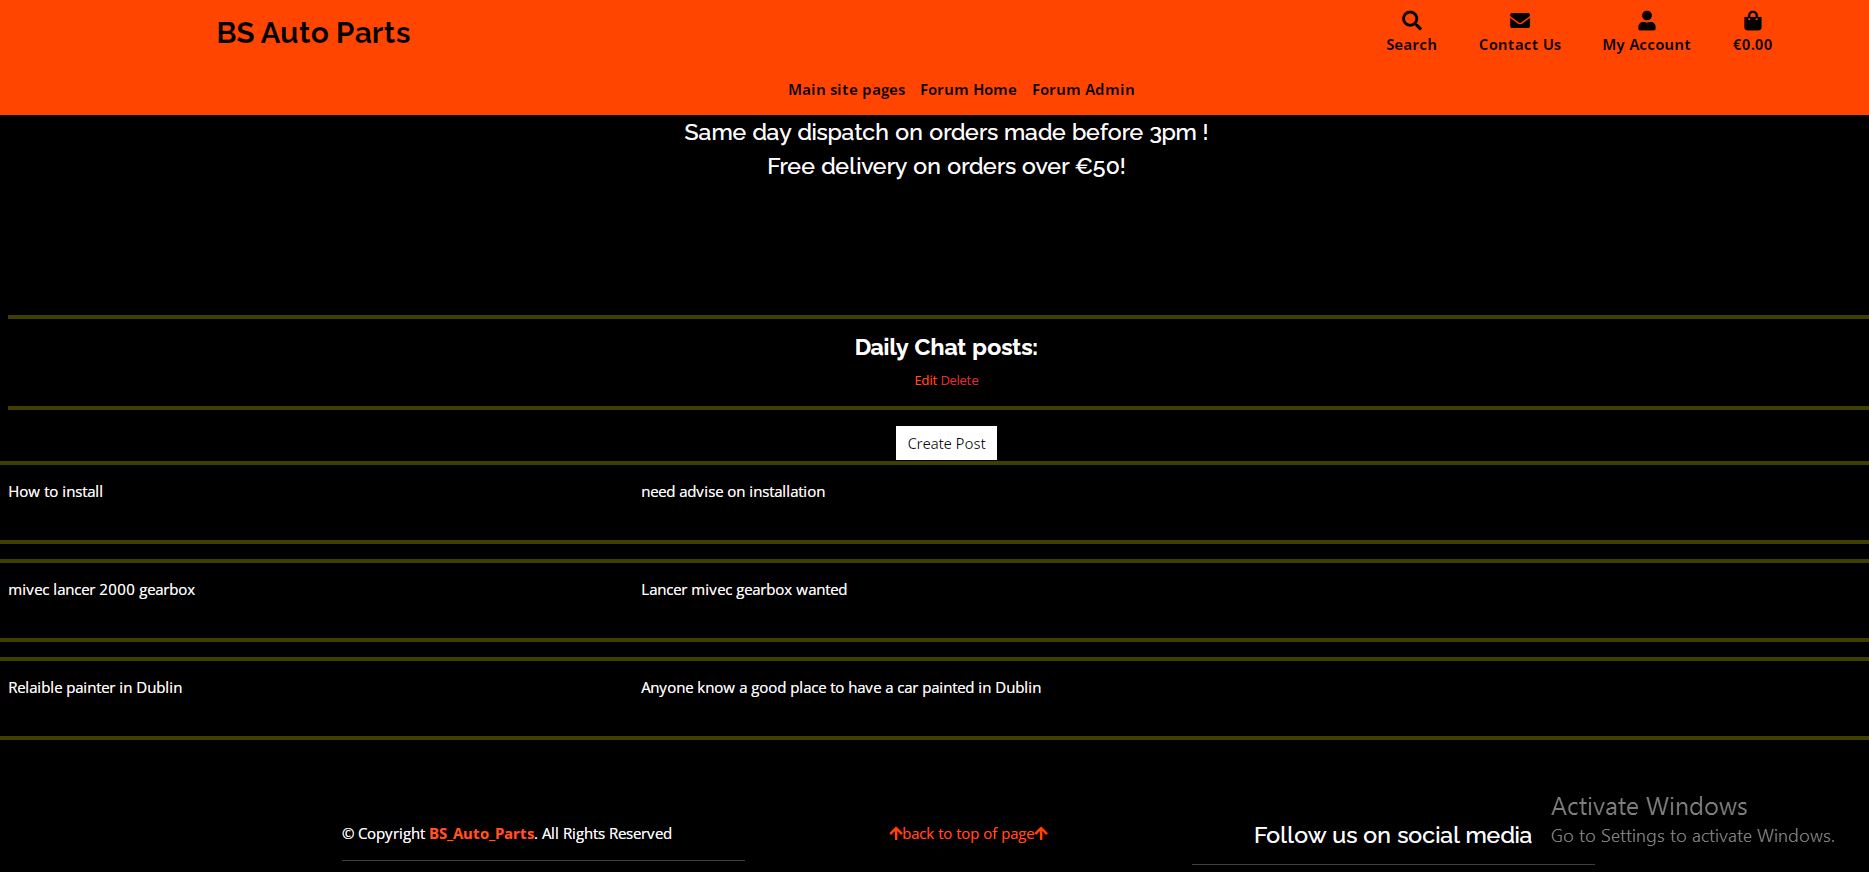 BS Auto Parts
Search
Contact Us
My Account
€0.00
Main site pages Forum Home Forum Admin
Same day dispatch on orders made before 3pm !
Free delivery on orders over €50!
Daily Chat posts:
Edit Delete
Create Post
How to install
need advise on installation
mivec lancer 2000 gearbox
Lancer mivec gearbox wanted
Relaible painter in Dublin
Anyone know a good place to have a car painted in Dublin
© Copyright BS_Auto_Parts. All Rights Reserved
back to top of page
Follow us on social media
Activate Windows
Go to Settings to activate Windows.